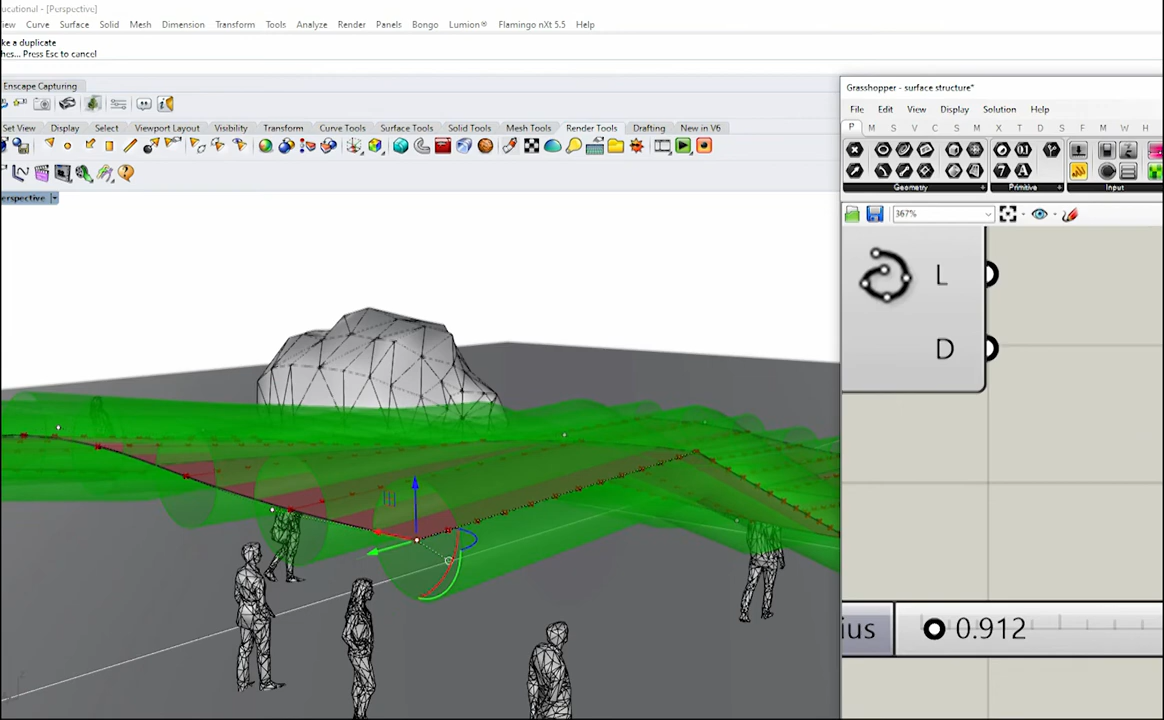 ucational - [Perspective]
iew Curve Surface Solid Mesh Dimension Transform Tools Analyze Render Panels Bongo Lumion® Flamingo nXt 5.5 Help
ke a duplicate
hes... Press Esc to cancel
Enscape Capturing
Set View Display Select Viewport Layout Visibility Transform Curve Tools Surface Tools Solid Tools Mesh Tools Render Tools Drafting New in V6
erspective
Grasshopper - surface structure*
File Edit View Display Solution Help
P M S V C S M X T D S F M W H
Geometry Primitive Input
367%
L
D
ius 0.912